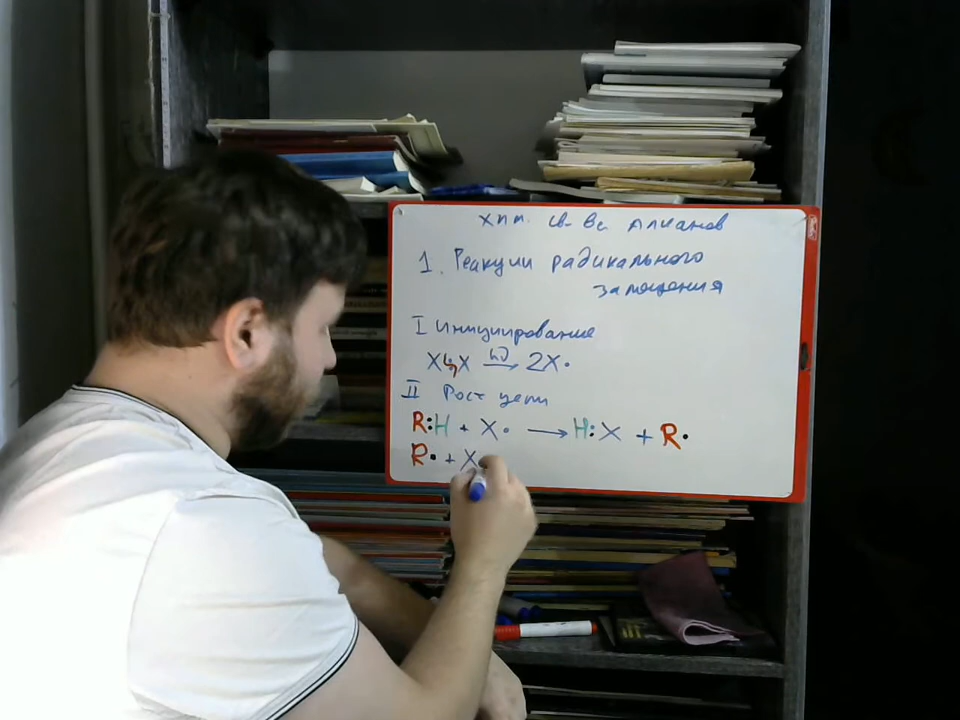 хим. св-ва Алканов
1. Реакции радикального
замещения
I Инициирование
X:X hν→ 2X·
II Рост цепи
R:H + X· → H:X + R·
R· + X